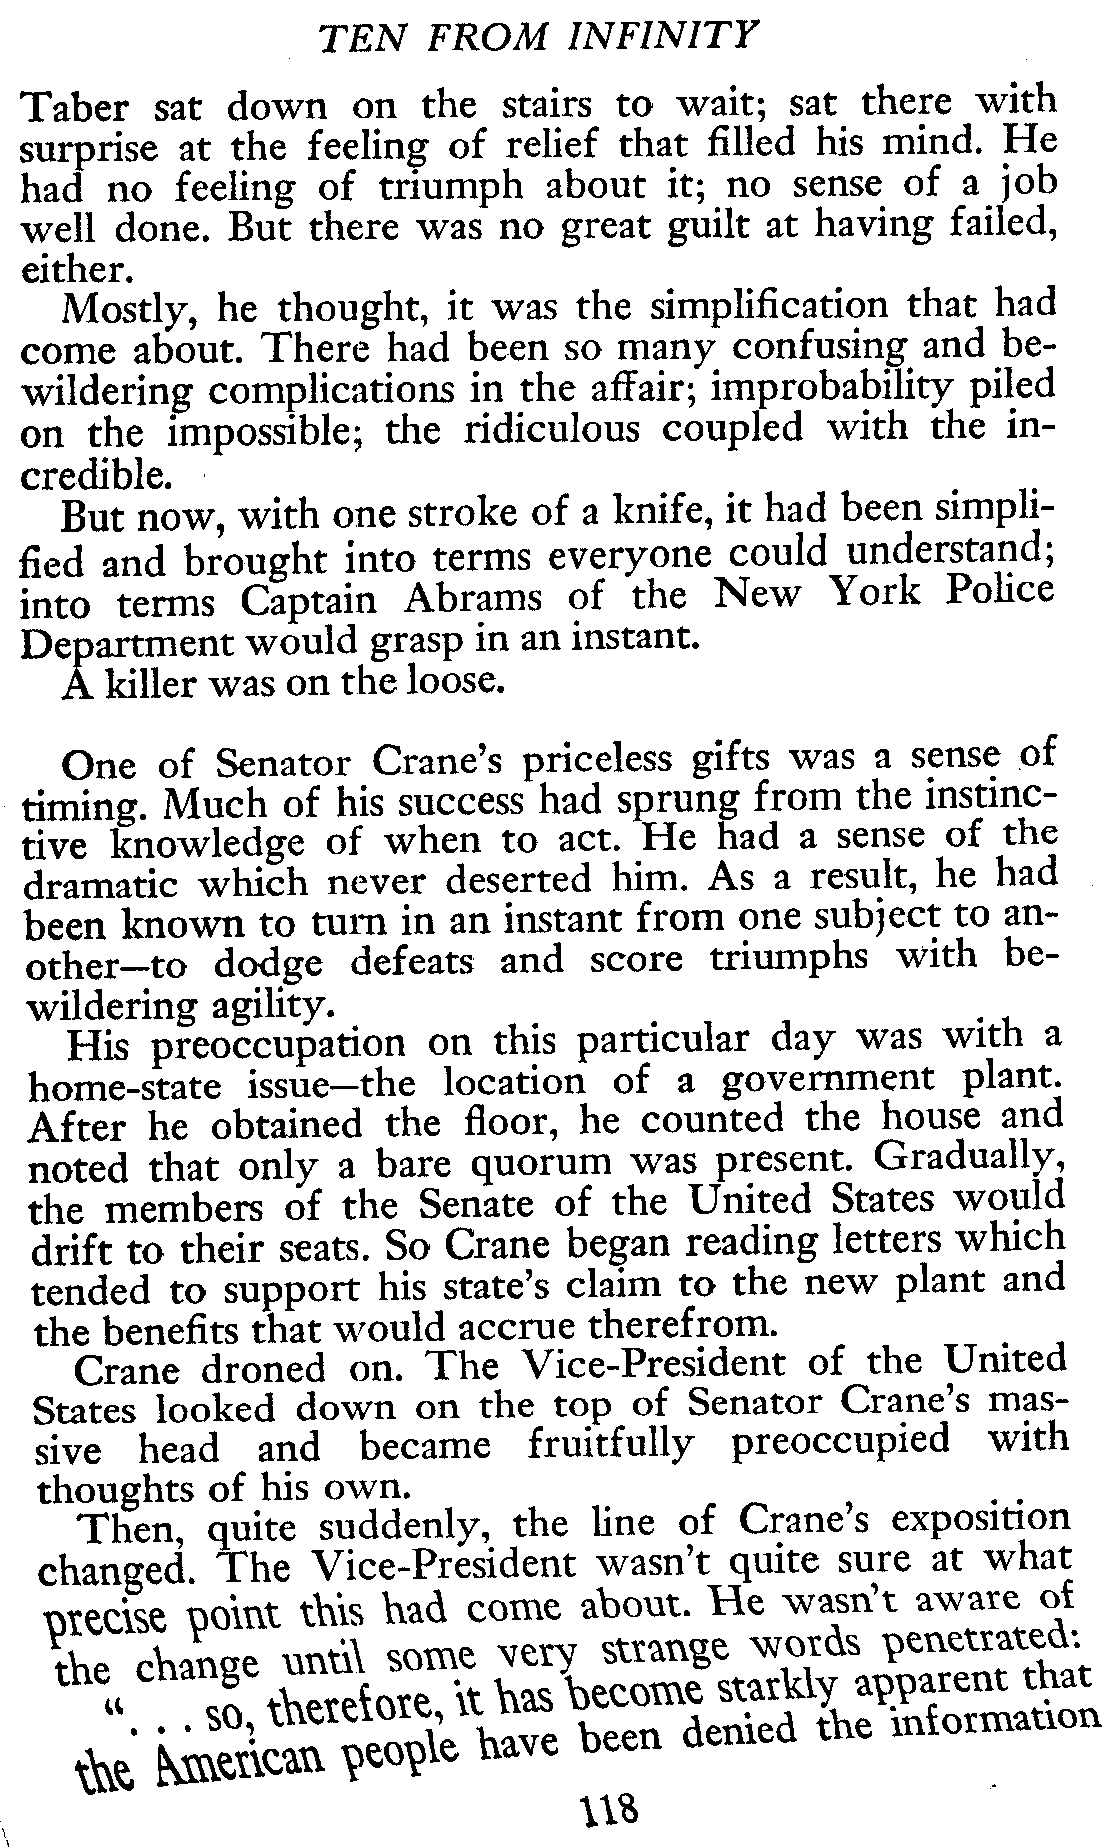 TEN FROM INFINITY
Taber sat down on the stairs to wait; sat there with
surprise at the feeling of relief that filled his mind. He
had no feeling of triumph about it; no sense of a job
well done. But there was no great guilt at having failed,
either.
Mostly, he thought, it was the simplification that had
come about. There had been so many confusing and be-
wildering complications in the affair; improbability piled
on the impossible; the ridiculous coupled with the in-
credible.
But now, with one stroke of a knife, it had been simpli-
fied and brought into terms everyone could understand;
into terms Captain Abrams of the New York Police
Department would grasp in an instant.
A killer was on the loose.
One of Senator Crane's priceless gifts was a sense of
timing. Much of his success had sprung from the instinc-
tive knowledge of when to act. He had a sense of the
dramatic which never deserted him. As a result, he had
been known to turn in an instant from one subject to an-
other—to dodge defeats and score triumphs with be-
wildering agility.
His preoccupation on this particular day was with a
home-state issue—the location of a government plant.
After he obtained the floor, he counted the house and
noted that only a bare quorum was present. Gradually,
the members of the Senate of the United States would
drift to their seats. So Crane began reading letters which
tended to support his state's claim to the new plant and
the benefits that would accrue therefrom.
Crane droned on. The Vice-President of the United
States looked down on the top of Senator Crane's mas-
sive head and became fruitfully preoccupied with
thoughts of his own.
Then, quite suddenly, the line of Crane's exposition
changed. The Vice-President wasn't quite sure at what
precise point this had come about. He wasn't aware of
the change until some very strange words penetrated:
". . . so, therefore, it has become starkly apparent that
the American people have been denied the information
118